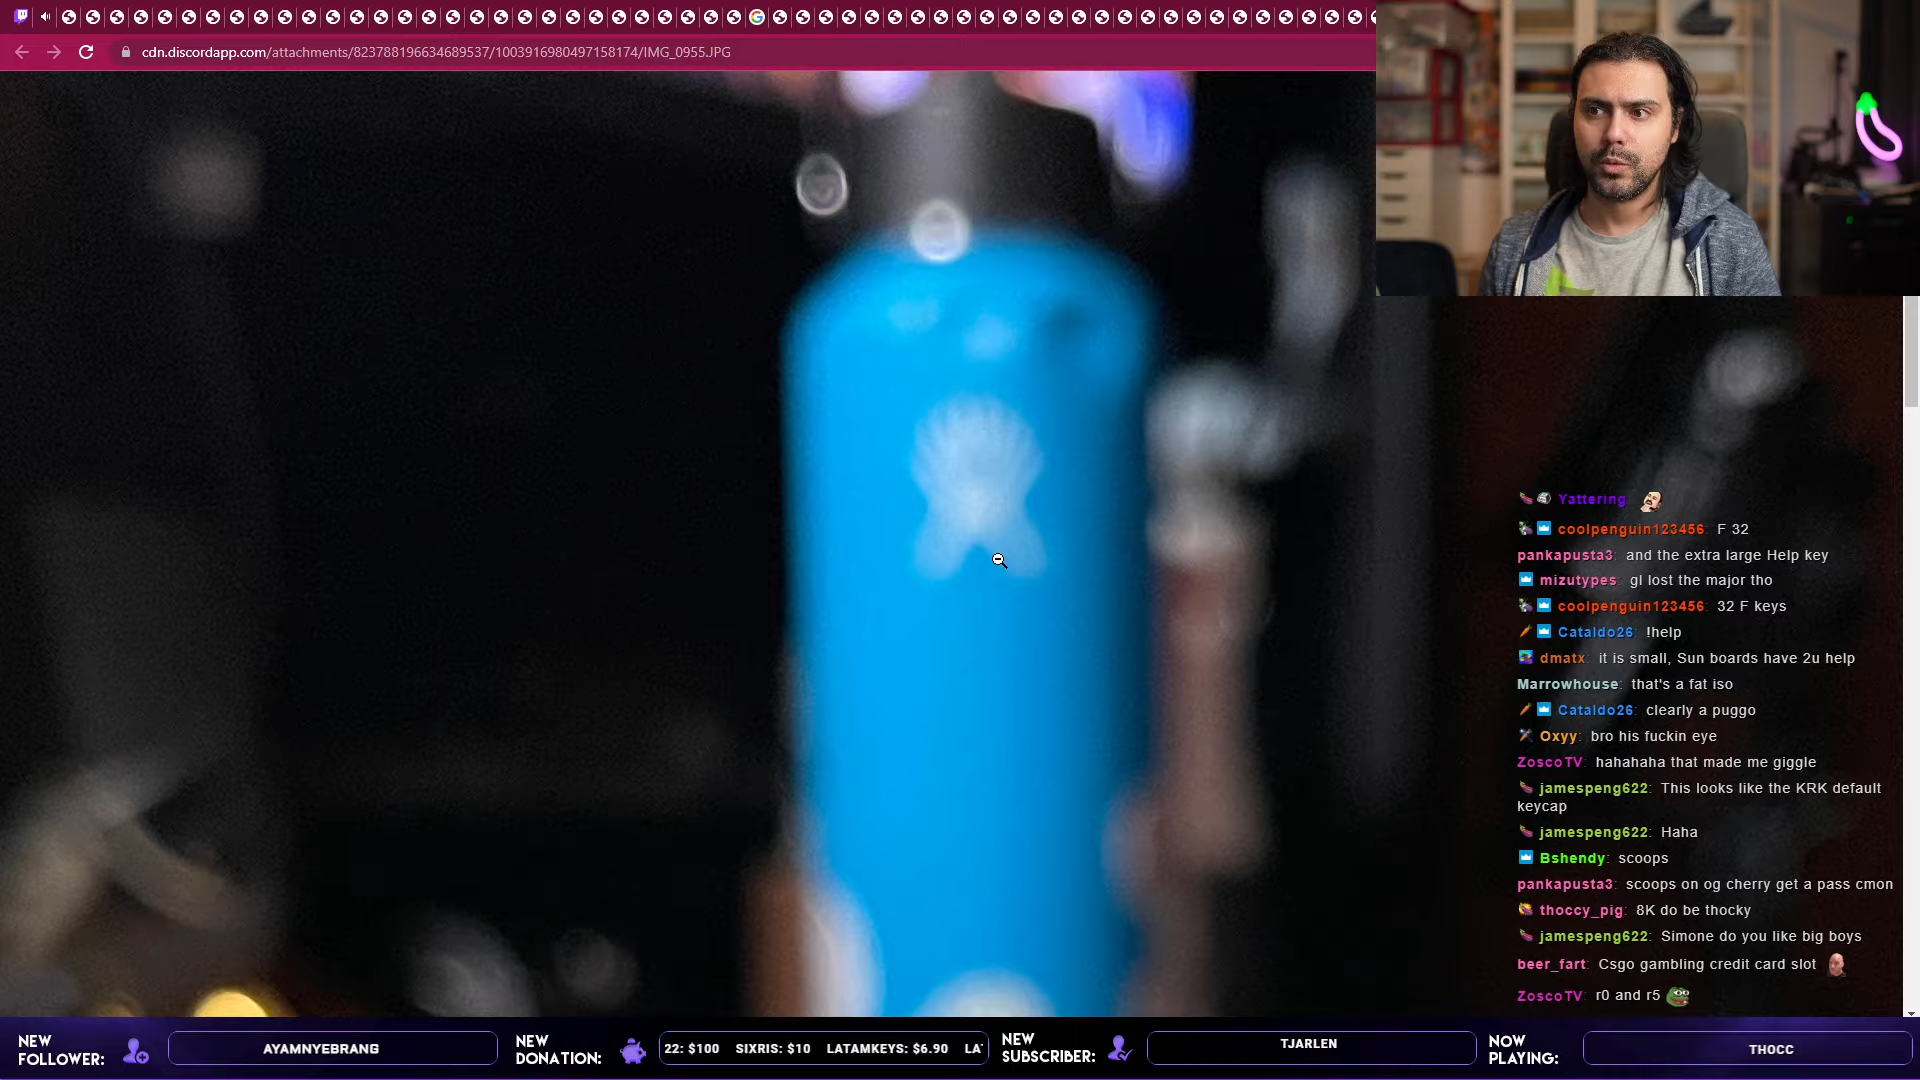 cdn.discordapp.com/attachments/823788196634689537/1003916980497158174/IMG_0955.JPG
Yattering
coolpenguin123456: F 32
pankapusta3: and the extra large Help key
mizutypes: gl lost the major tho
coolpenguin123456: 32 F keys
Cataldo26: !help
dmatx: it is small, Sun boards have 2u help
Marrowhouse: that's a fat iso
Cataldo26: clearly a puggo
Oxyy: bro his fuckin eye
ZoscoTV: hahahaha that made me giggle
jamespeng622: This looks like the KRK default
keycap
jamespeng622: Haha
Bshendy: scoops
pankapusta3: scoops on og cherry get a pass cmon
thoccy_pig: 8K do be thocky
jamespeng622: Simone do you like big boys
beer_fart: Csgo gambling credit card slot
ZoscoTV: r0 and r5
NEW FOLLOWER: AYAMNYEBRANG
NEW DONATION: 22: $100 SIXRIS: $10 LATAMKEYS: $6.90 LA
NEW SUBSCRIBER: TJARLEN
NOW PLAYING: THOCC